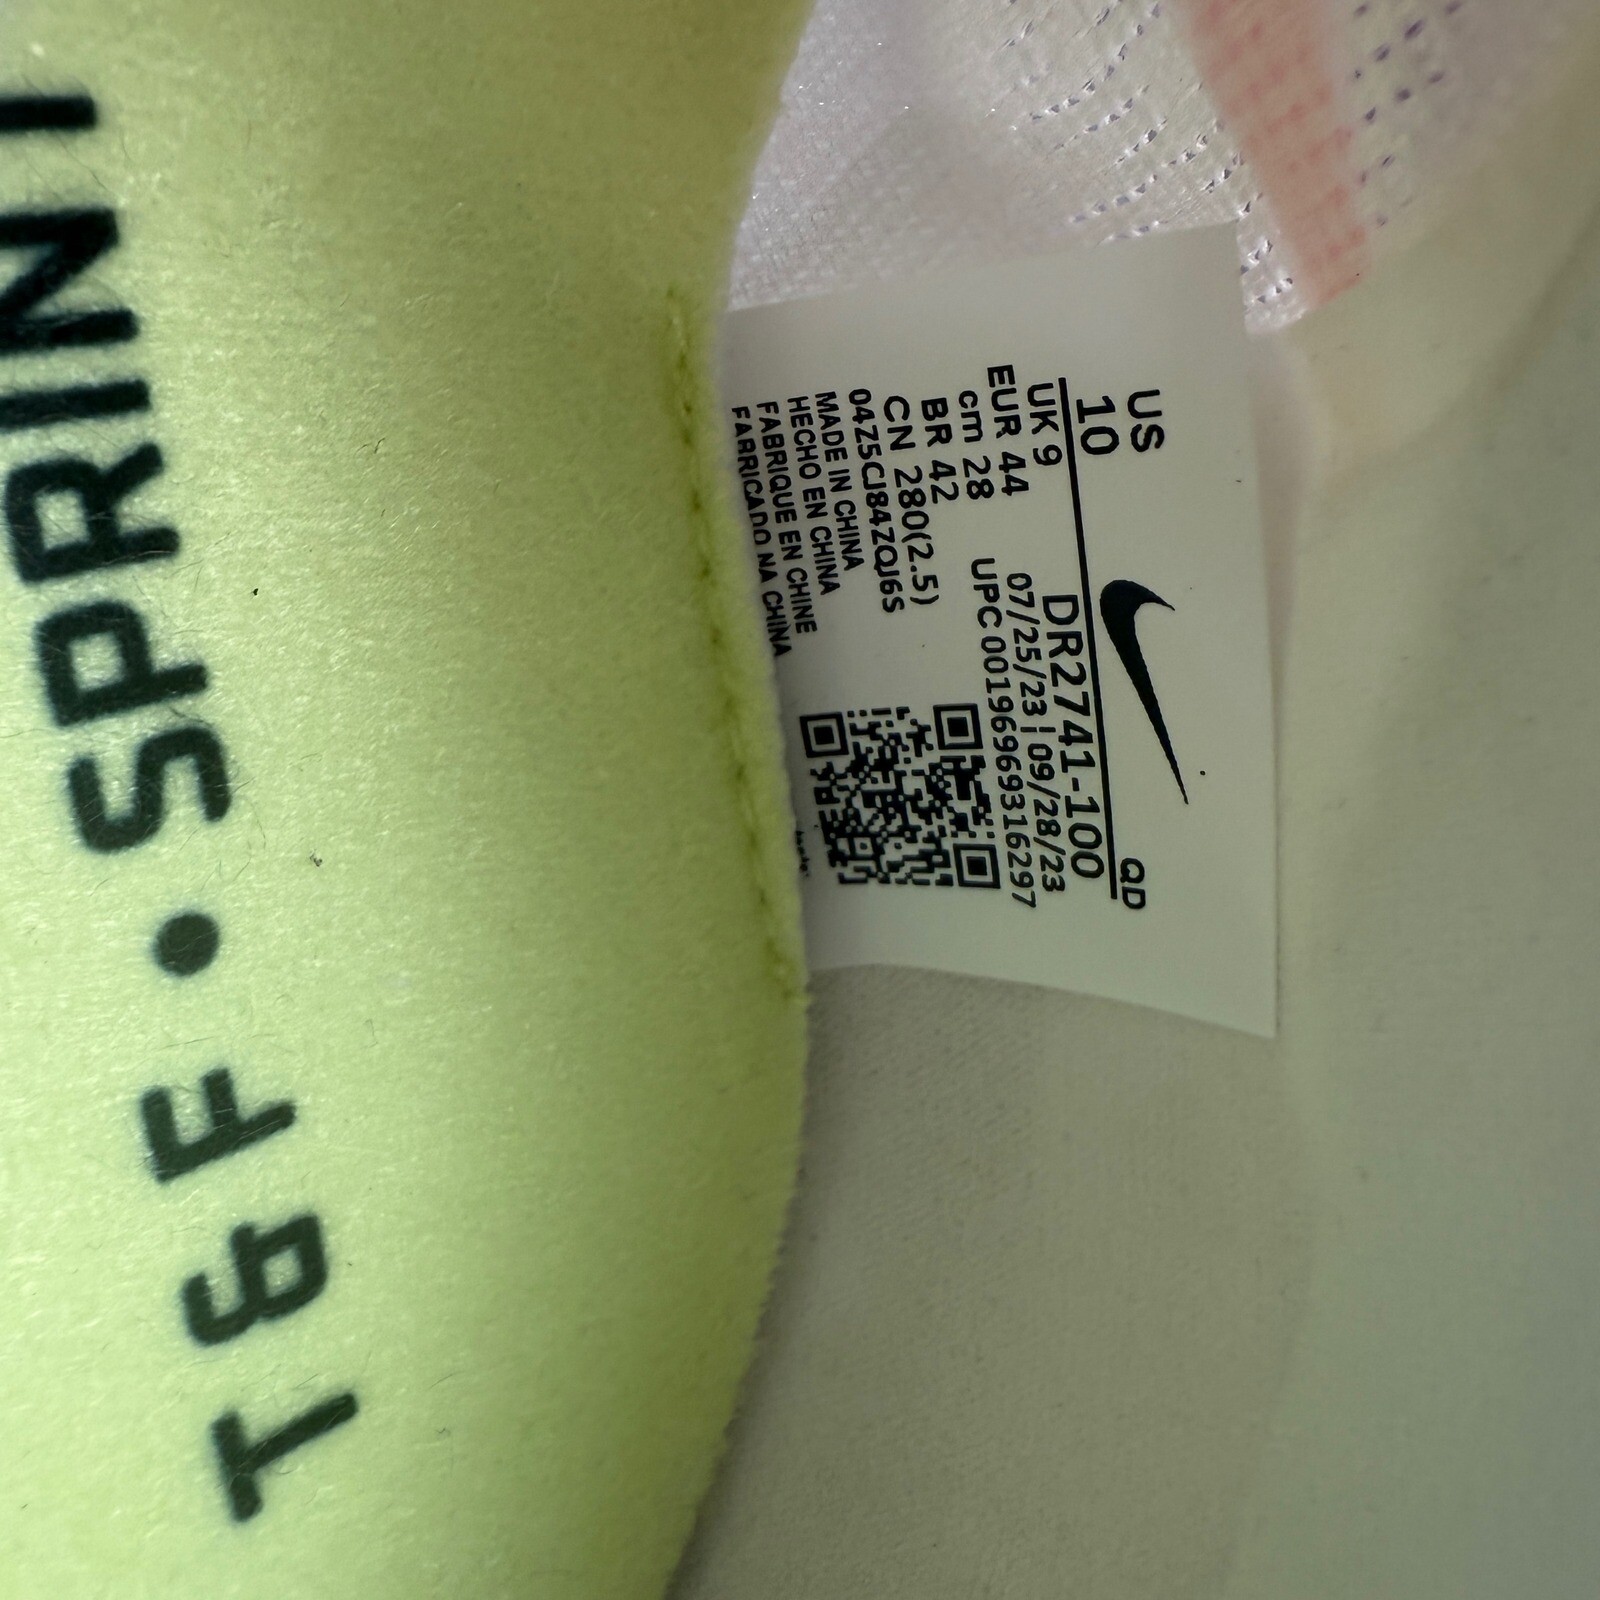 T&F • SPRINT
US
10
QD
UK 9
EUR 44
cm 28
BR 42
CN 280(2.5)
DR2741-100
07/25/23 | 09/28/23
UPC 00196969316297
04Z5CJ84ZQJ6S
MADE IN CHINA
HECHO EN CHINA
FABRIQUE EN CHINE
FABRICADO NA CHINA